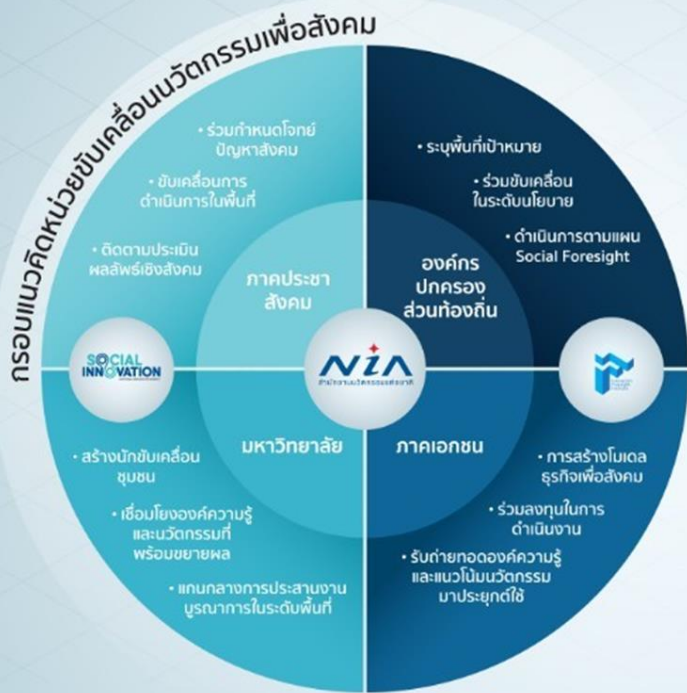 กรอบแนวคิดหน่วยขับเคลื่อนนวัตกรรมเพื่อสังคม
• ร่วมกำหนดโจทย์
ปัญหาสังคม
• ขับเคลื่อนการ
ดำเนินการในพื้นที่
• ติดตามประเมิน
ผลลัพธ์เชิงสังคม
ภาคประชา
สังคม
• ระบุพื้นที่เป้าหมาย
• ร่วมขับเคลื่อน
ในระดับนโยบาย
• ดำเนินการตามแผน
Social Foresight
องค์กร
ปกครอง
ส่วนท้องถิ่น
SOCIAL
INNOVATION
NiA
สำนักงานนวัตกรรมแห่งชาติ
มหาวิทยาลัย
• สร้างนักขับเคลื่อน
ชุมชน
• เชื่อมโยงองค์ความรู้
และนวัตกรรมที่
พร้อมขยายผล
• แกนกลางการประสานงาน
บูรณาการในระดับพื้นที่
ภาคเอกชน
• การสร้างโมเดล
ธุรกิจเพื่อสังคม
• ร่วมลงทุนในการ
ดำเนินงาน
• รับถ่ายทอดองค์ความรู้
และแนวโน้มนวัตกรรม
มาประยุกต์ใช้